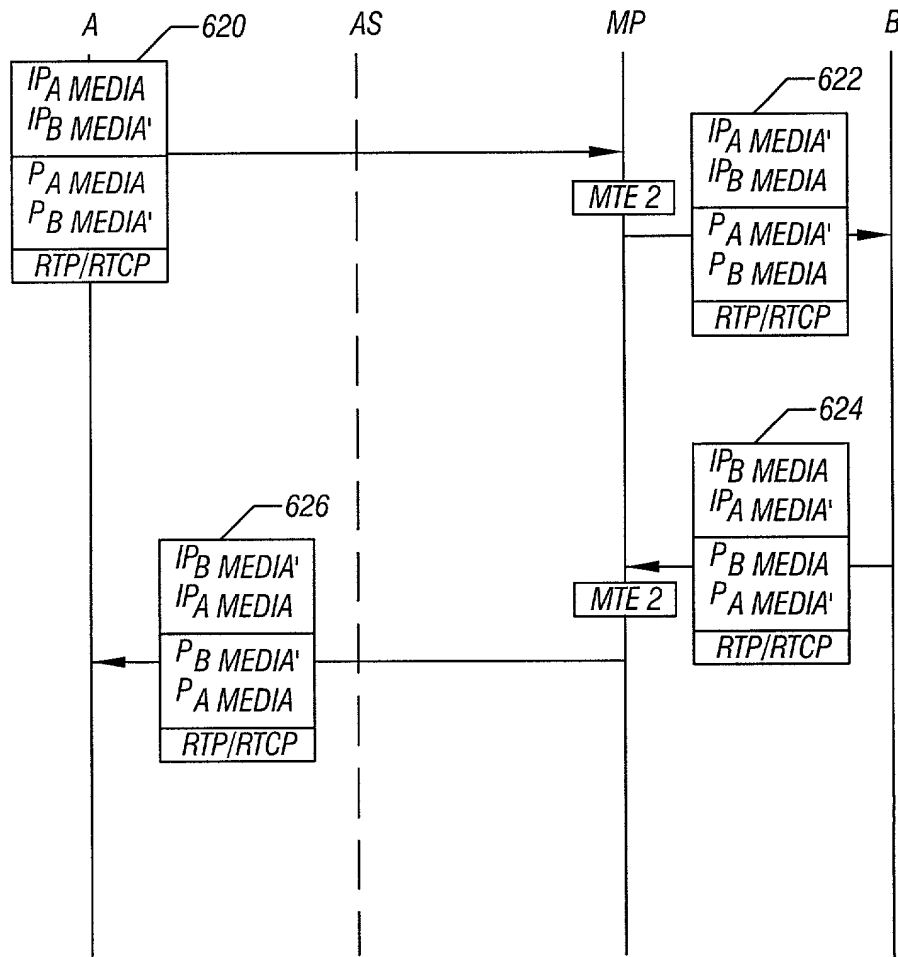 A AS MP B
620
IPA MEDIA
IPB MEDIA'
PA MEDIA
PB MEDIA'
RTP/RTCP
622
IPA MEDIA'
IPB MEDIA
PA MEDIA'
PB MEDIA
RTP/RTCP
MTE 2
624
IPB MEDIA
IPA MEDIA'
PB MEDIA
PA MEDIA'
RTP/RTCP
MTE 2
626
IPB MEDIA'
IPA MEDIA
PB MEDIA'
PA MEDIA
RTP/RTCP